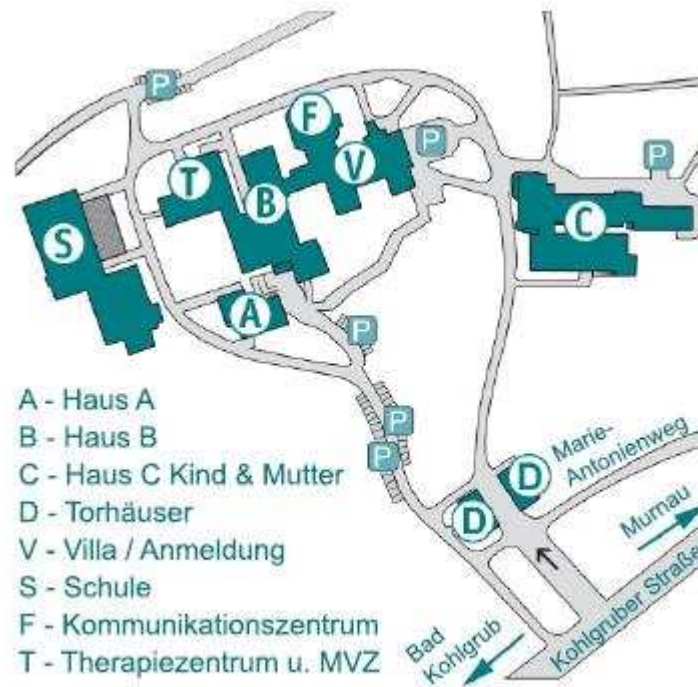 P
F
P
P
T
V
B
C
S
A
P
P
P
A - Haus A
B - Haus B
C - Haus C Kind & Mutter
D - Torhäuser
V - Villa / Anmeldung
S - Schule
F - Kommunikationszentrum
T - Therapiezentrum u. MVZ
D
D
Marie-
Antonienweg
Murnau
Kohlgruber Straße
Bad
Kohlgrub